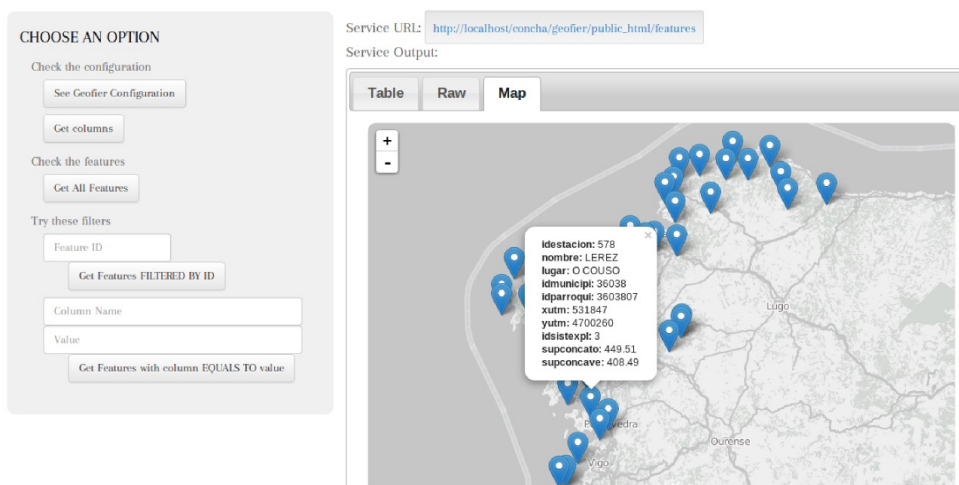 CHOOSE AN OPTION
Check the configuration
See Geofier Configuration
Get columns
Check the features
Get All Features
Try these filters
Feature ID
Get Features FILTERED BY ID
Column Name
Value
Get Features with column EQUALS TO value
Service URL: http://localhost/concha/geofier/public_html/features
Service Output:
Table Raw Map
+
-
×
idestacion: 578
nombre: LEREZ
lugar: O COUSO
idmunicipi: 36038
idparroqui: 3603807
xutm: 531847
yutm: 4700260
idsistexpl: 3
supconcato: 449.51
supconcave: 408.49
Lugo
Ourense
Vigo